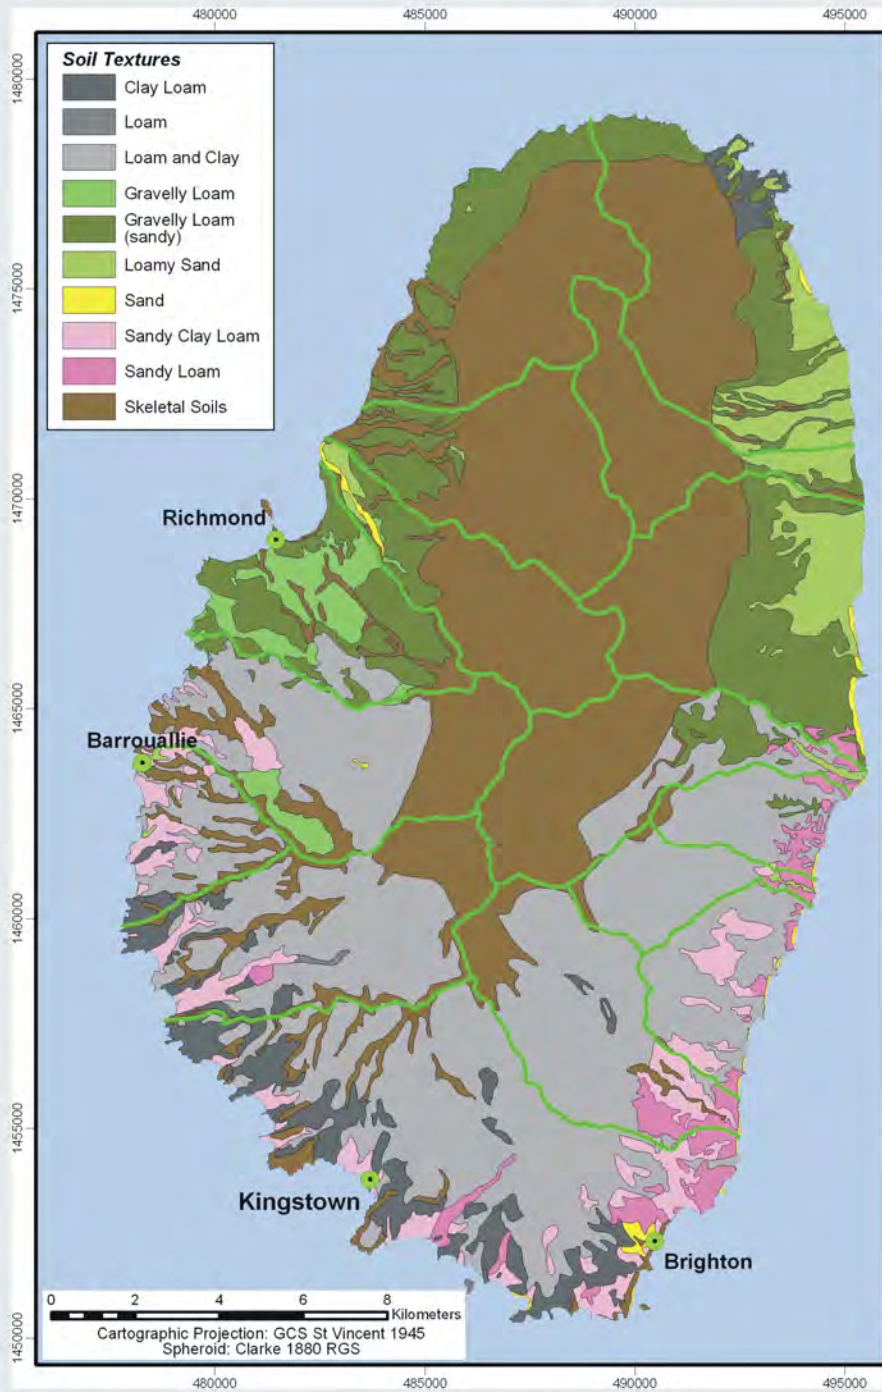 480000
485000
490000
495000
1480000
1475000
1470000
1465000
1460000
1455000
1450000
Soil Textures
Clay Loam
Loam
Loam and Clay
Gravelly Loam
Gravelly Loam
(sandy)
Loamy Sand
Sand
Sandy Clay Loam
Sandy Loam
Skeletal Soils
Richmond
Barrouallie
Kingstown
Brighton
0 2 4 6 8
Kilometers
Cartographic Projection: GCS St Vincent 1945
Spheroid: Clarke 1880 RGS
480000
485000
490000
495000